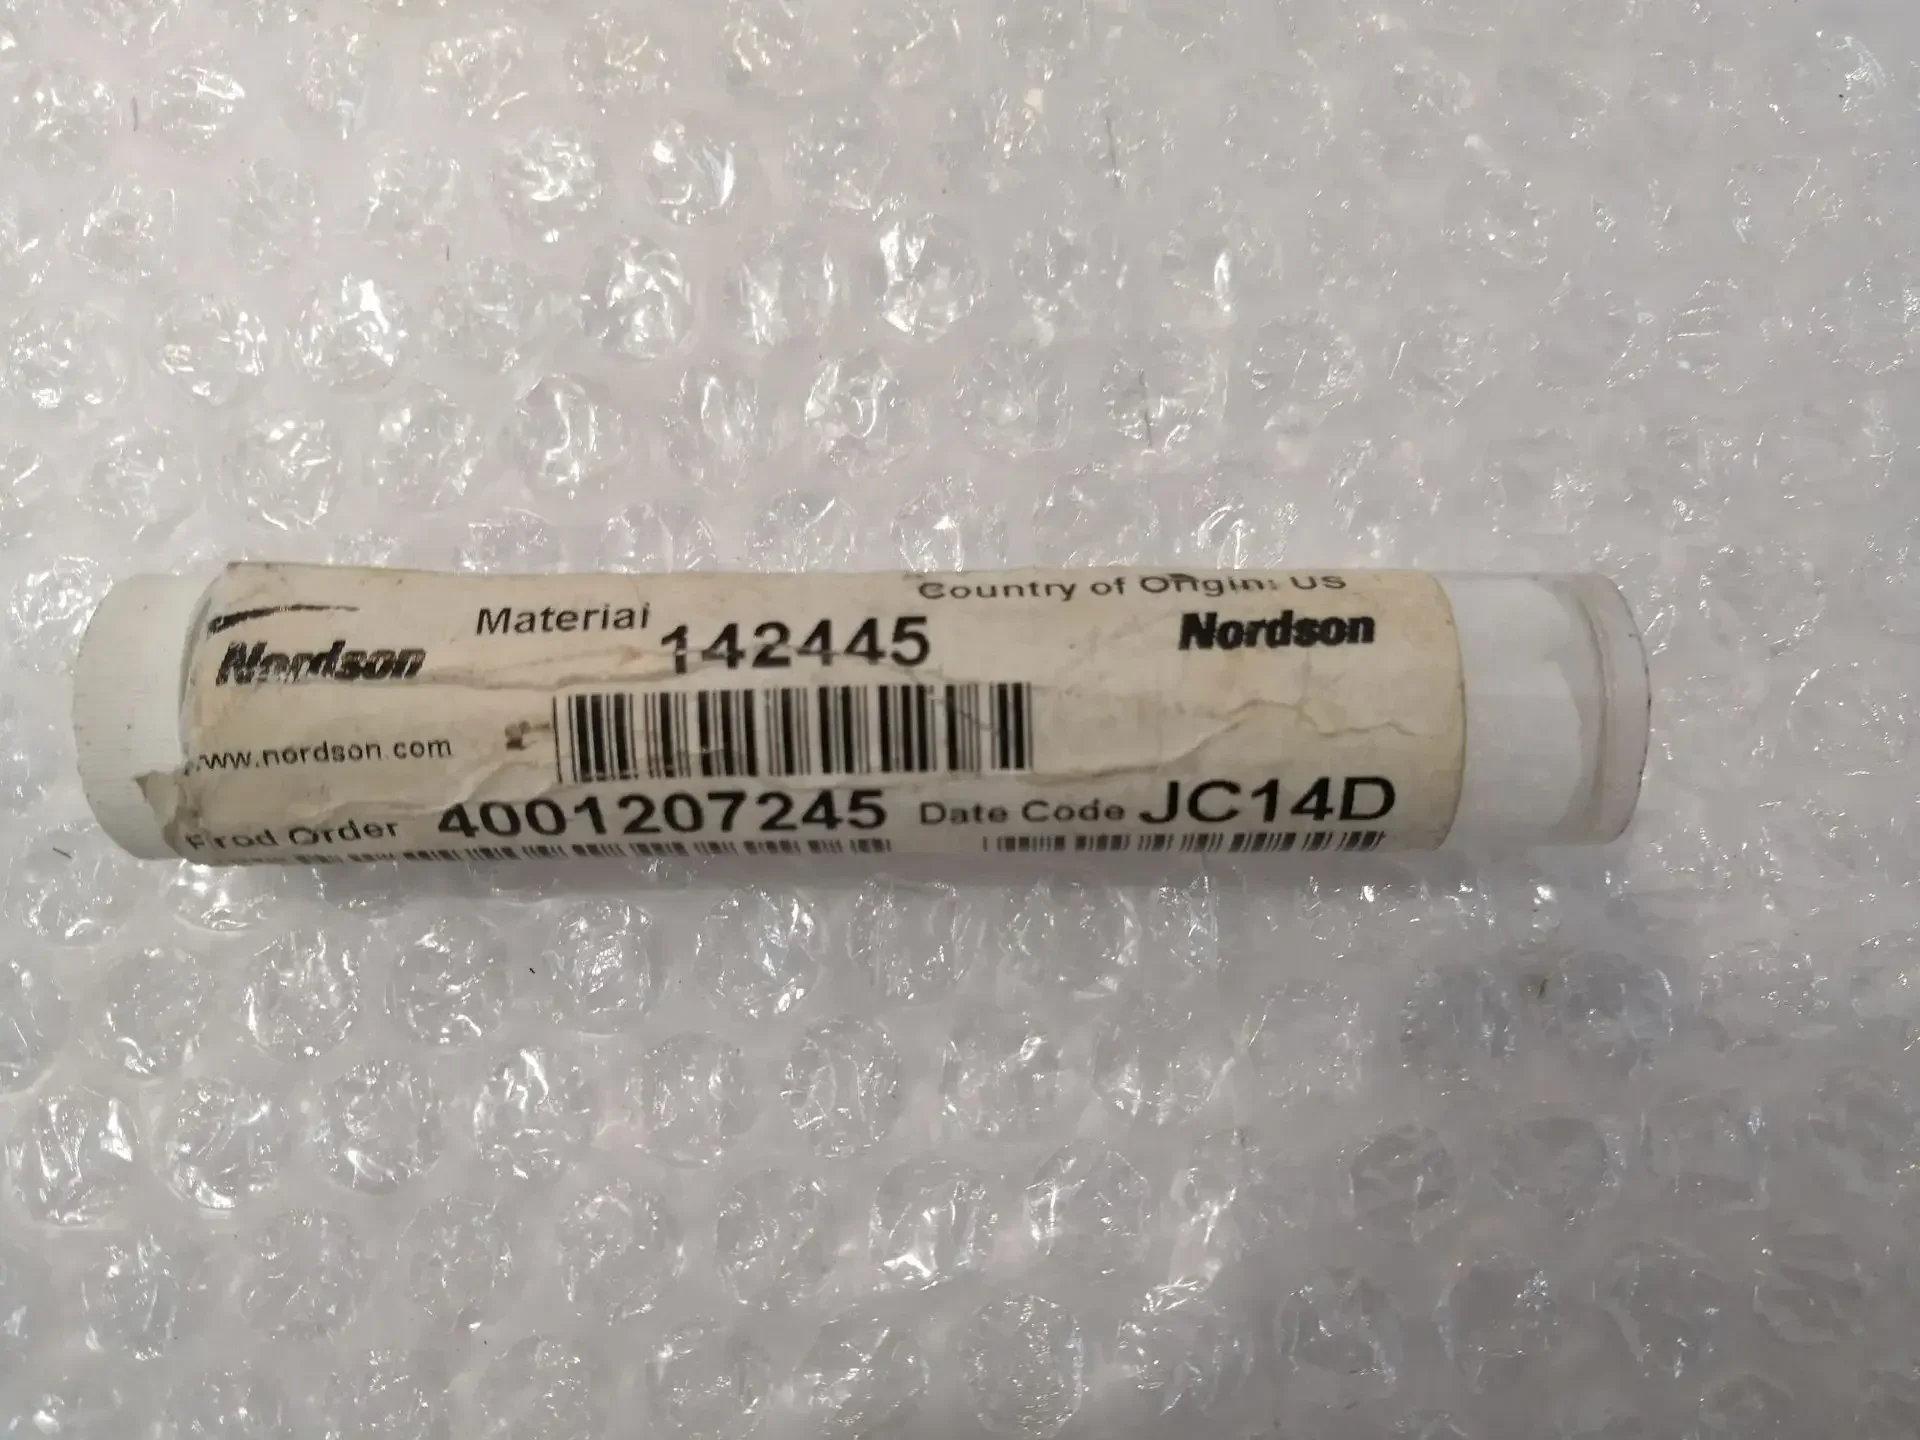 Country of Origin: US
Nordson
Material 142445
Nordson
www.nordson.com
Prod Order 4001207245 Date Code JC14D